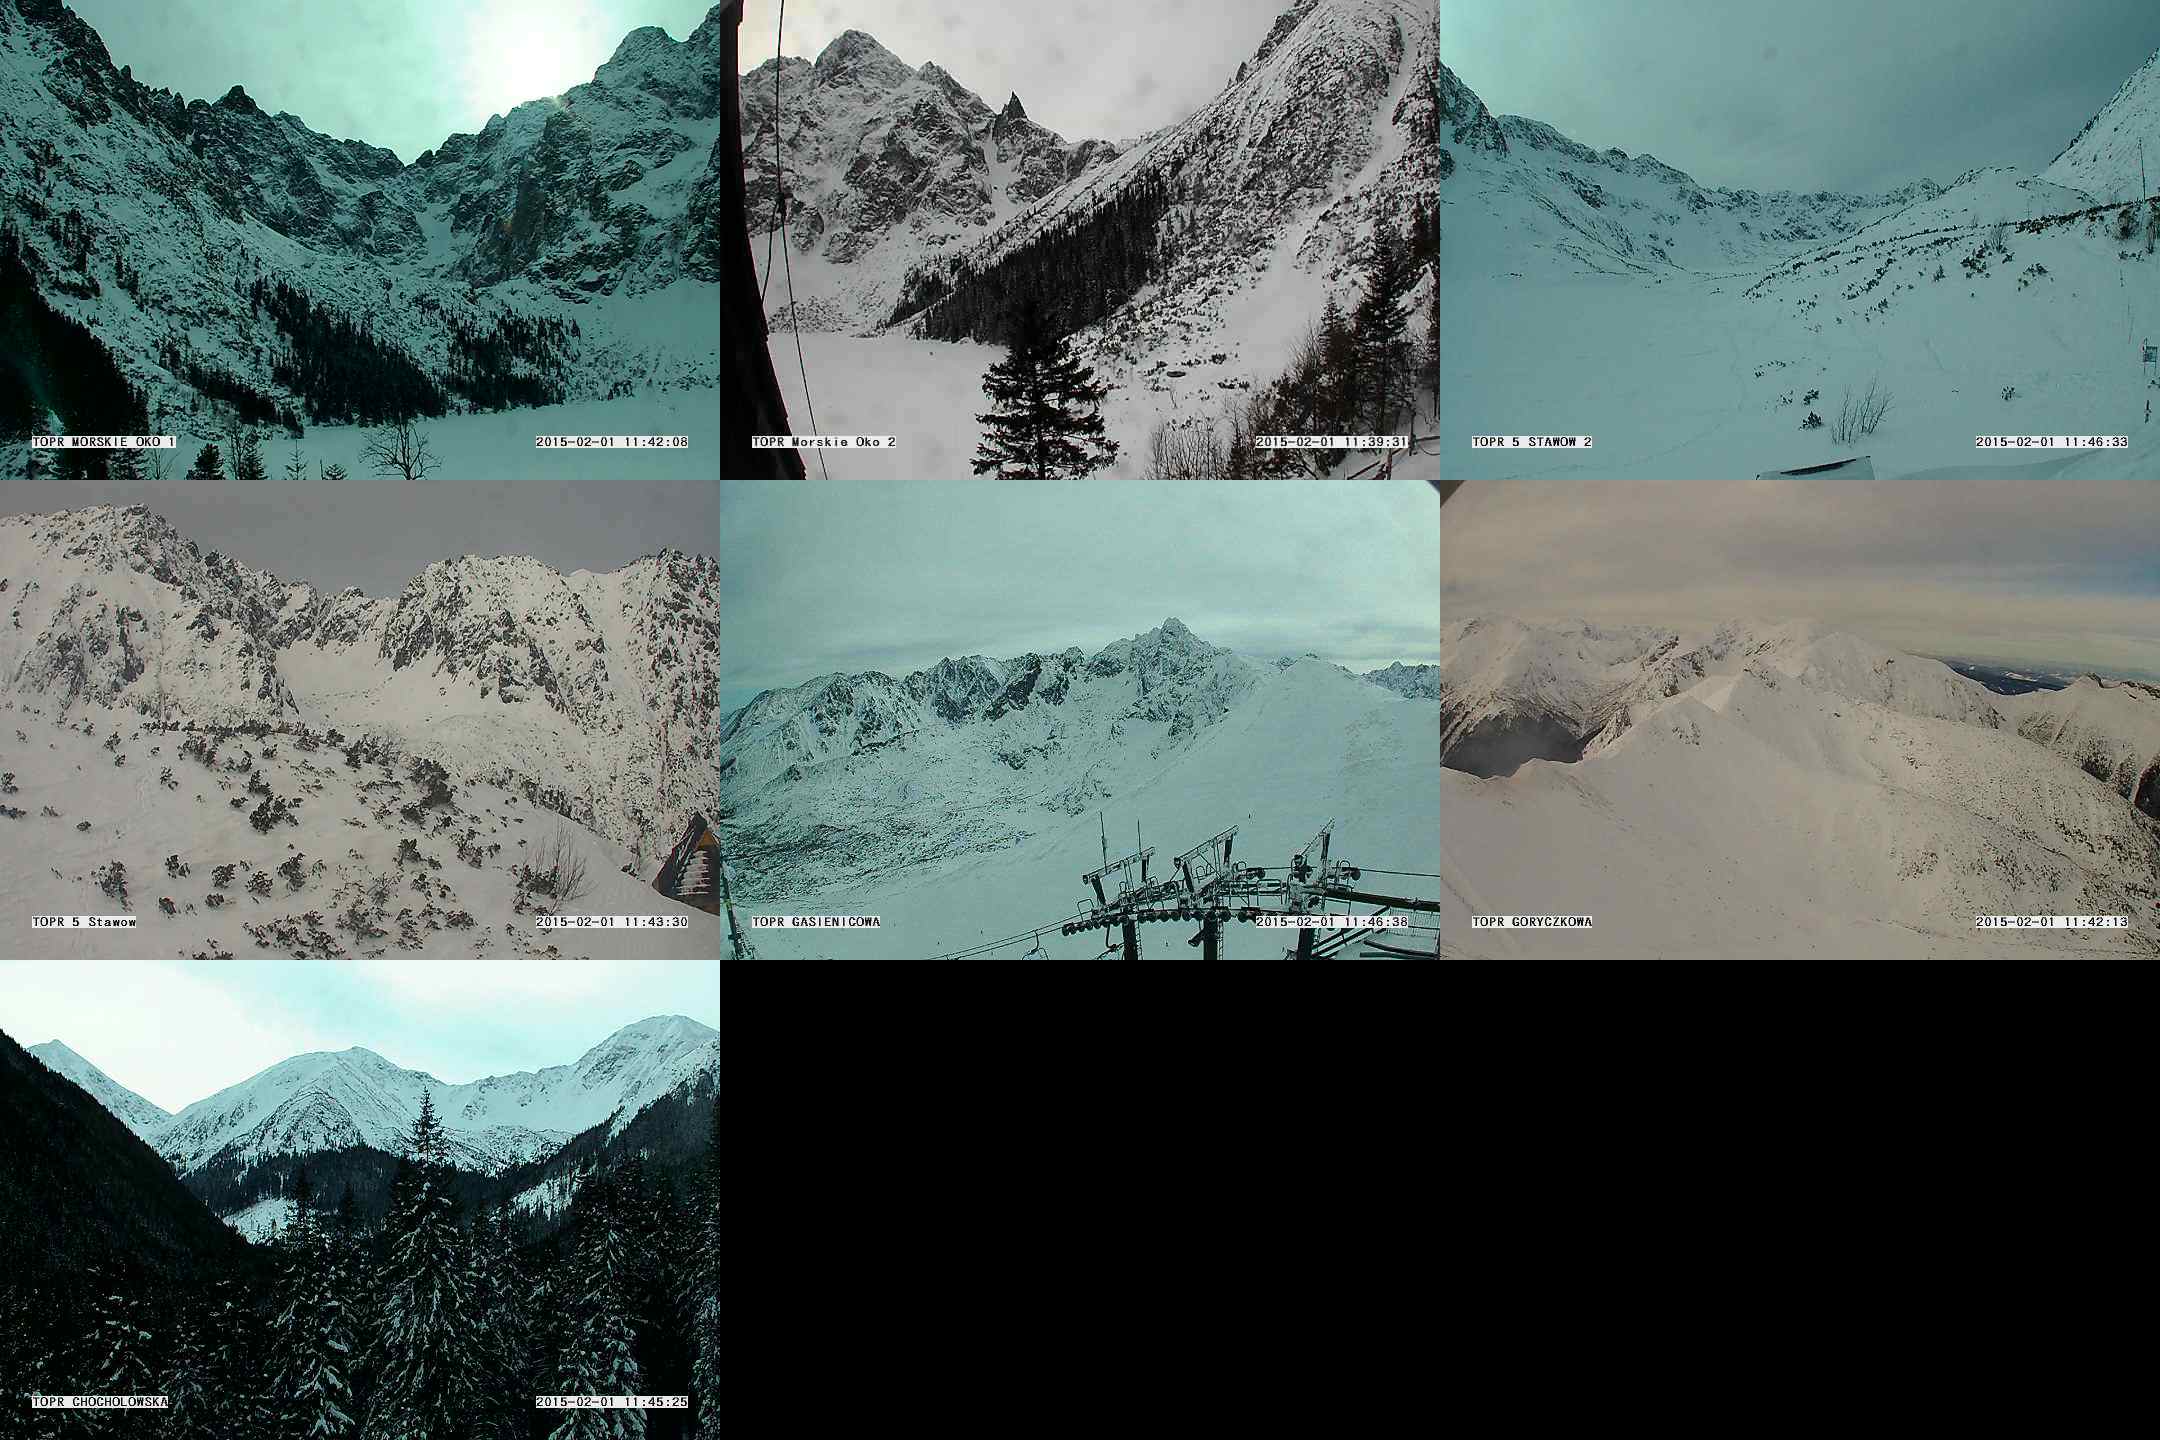 TOPR MORSKIE OKO 1
2015-02-01 11:42:08
TOPR Morskie Oko 2
2015-02-01 11:39:31
TOPR 5 STAWOW 2
2015-02-01 11:46:33
TOPR 5 Stawow
2015-02-01 11:43:30
TOPR GASIENICOWA
2015-02-01 11:46:38
TOPR GORYCZKOWA
2015-02-01 11:42:13
TOPR CHOCHOLOWSKA
2015-02-01 11:45:25